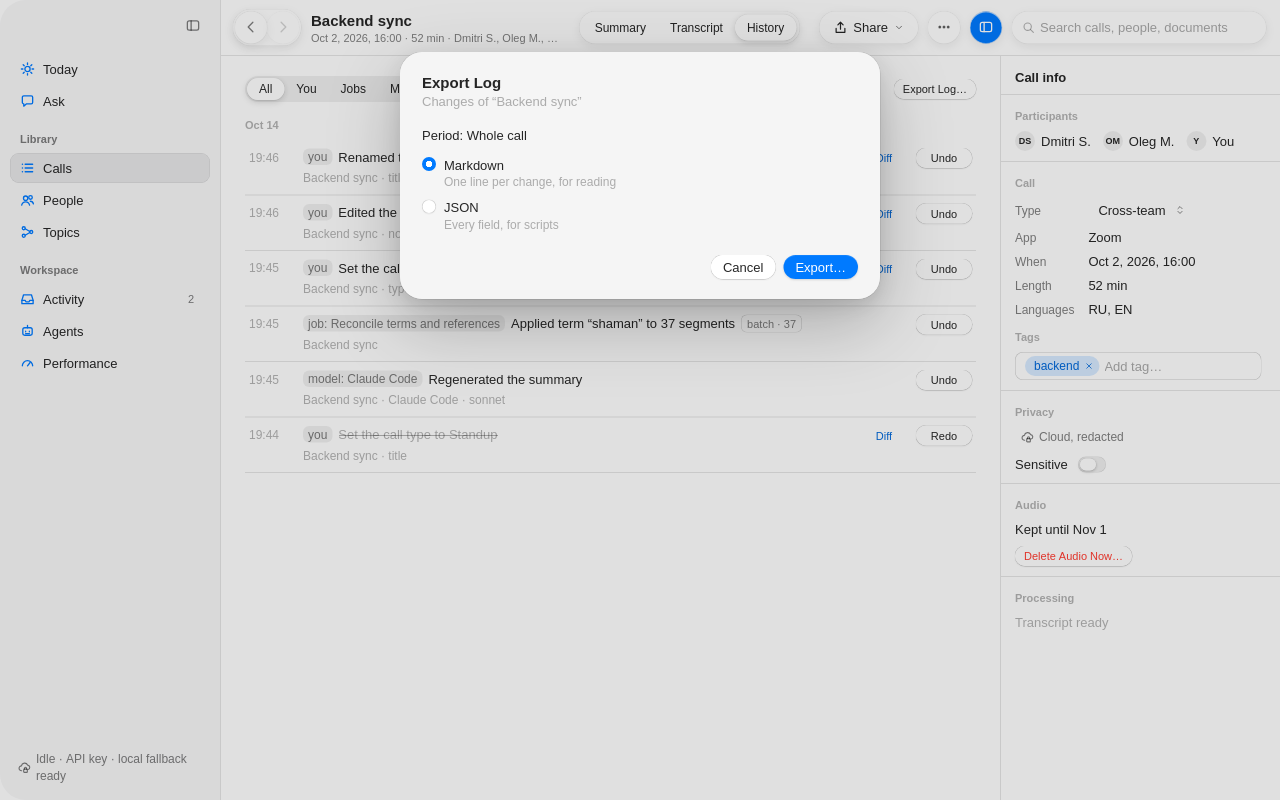 Today
Ask
Library
Calls
People
Topics
Workspace
Activity 2
Agents
Performance
Idle · API key · local fallback
ready
Backend sync
Oct 2, 2026, 16:00 · 52 min · Dmitri S., Oleg M., …
Summary Transcript History
Share
Search calls, people, documents
All You Jobs
Export Log…
Oct 14
19:46 you Renamed Diff Undo
Backend sync
19:46 you Edited the Diff Undo
Backend sync
19:45 you Set the Diff Undo
Backend sync
19:45 job: Reconcile terms and references Applied term “shaman” to 37 segments batch · 37 Undo
Backend sync
19:45 model: Claude Code Regenerated the summary Undo
Backend sync · Claude Code · sonnet
19:44 you Set the call type to Standup Diff Redo
Backend sync · title
Export Log
Changes of “Backend sync”
Period: Whole call
Markdown
One line per change, for reading
JSON
Every field, for scripts
Cancel Export…
Call info
Participants
DS Dmitri S. OM Oleg M. Y You
Call
Type Cross-team
App Zoom
When Oct 2, 2026, 16:00
Length 52 min
Languages RU, EN
Tags
backend × Add tag…
Privacy
Cloud, redacted
Sensitive
Audio
Kept until Nov 1
Delete Audio Now…
Processing
Transcript ready